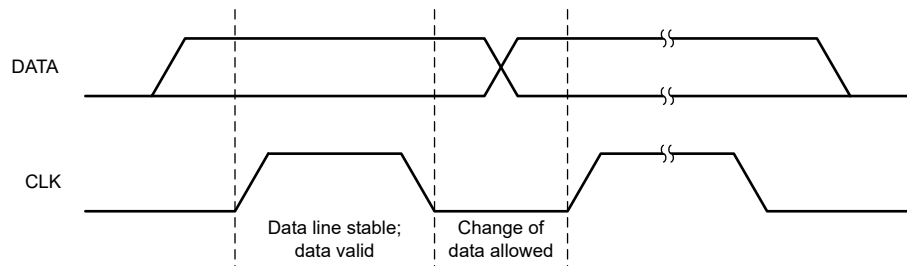 DATA
CLK
Data line stable;
data valid
Change of
data allowed